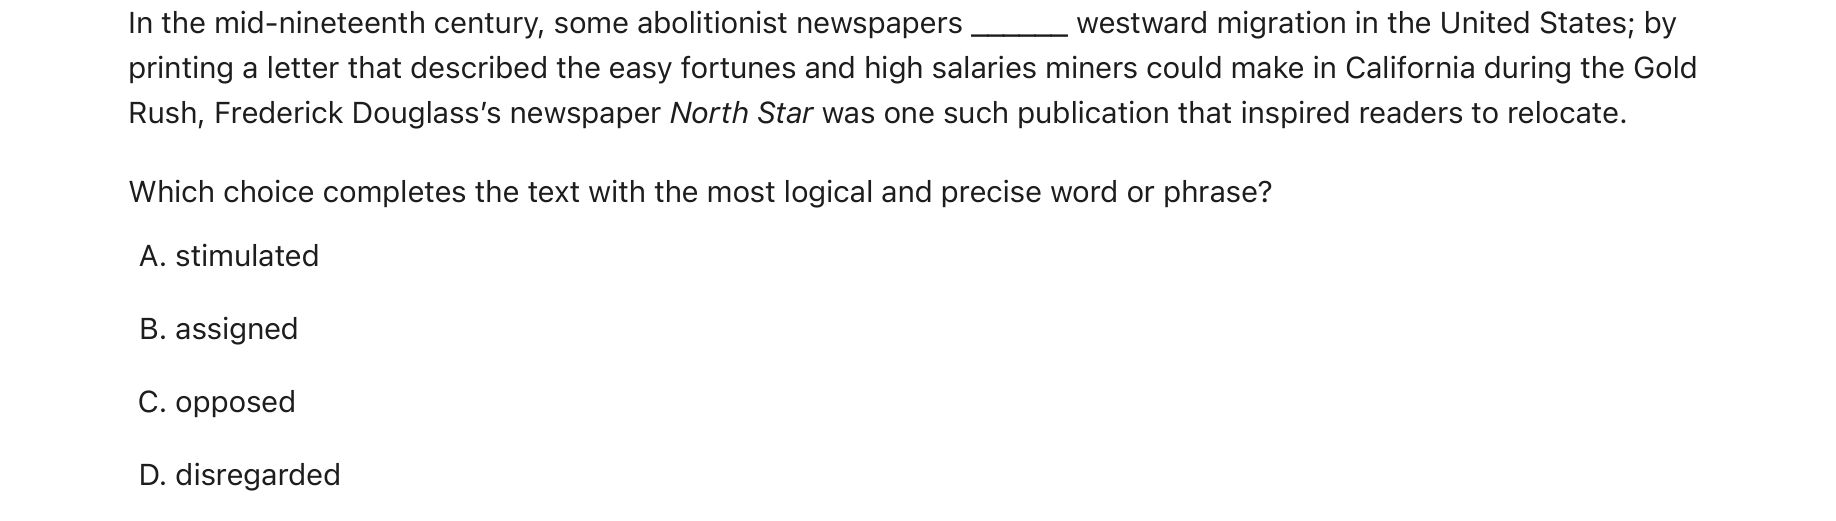 In the mid-nineteenth century, some abolitionist newspapers ______ westward migration in the United States; by
printing a letter that described the easy fortunes and high salaries miners could make in California during the Gold
Rush, Frederick Douglass’s newspaper North Star was one such publication that inspired readers to relocate.
Which choice completes the text with the most logical and precise word or phrase?
A. stimulated
B. assigned
C. opposed
D. disregarded